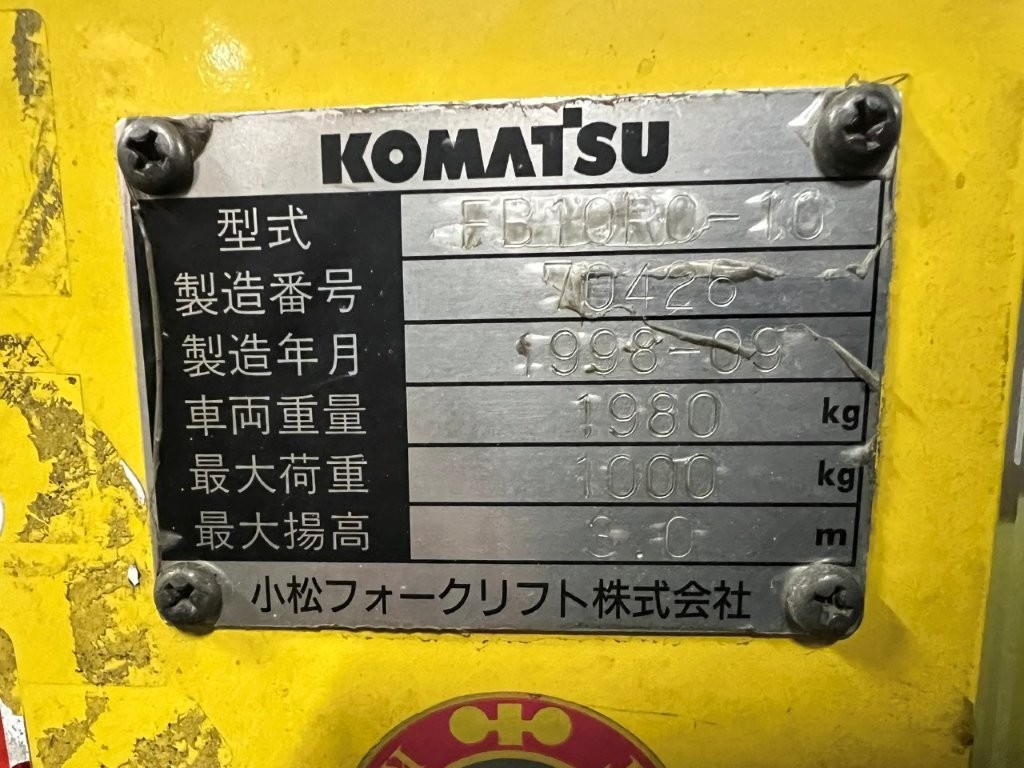 KOMATSU
型式 FB10RC-10
製造番号 70426
製造年月 1998-09
車両重量 1980 kg
最大荷重 1000 kg
最大揚高 3.0 m
小松フォークリフト株式会社